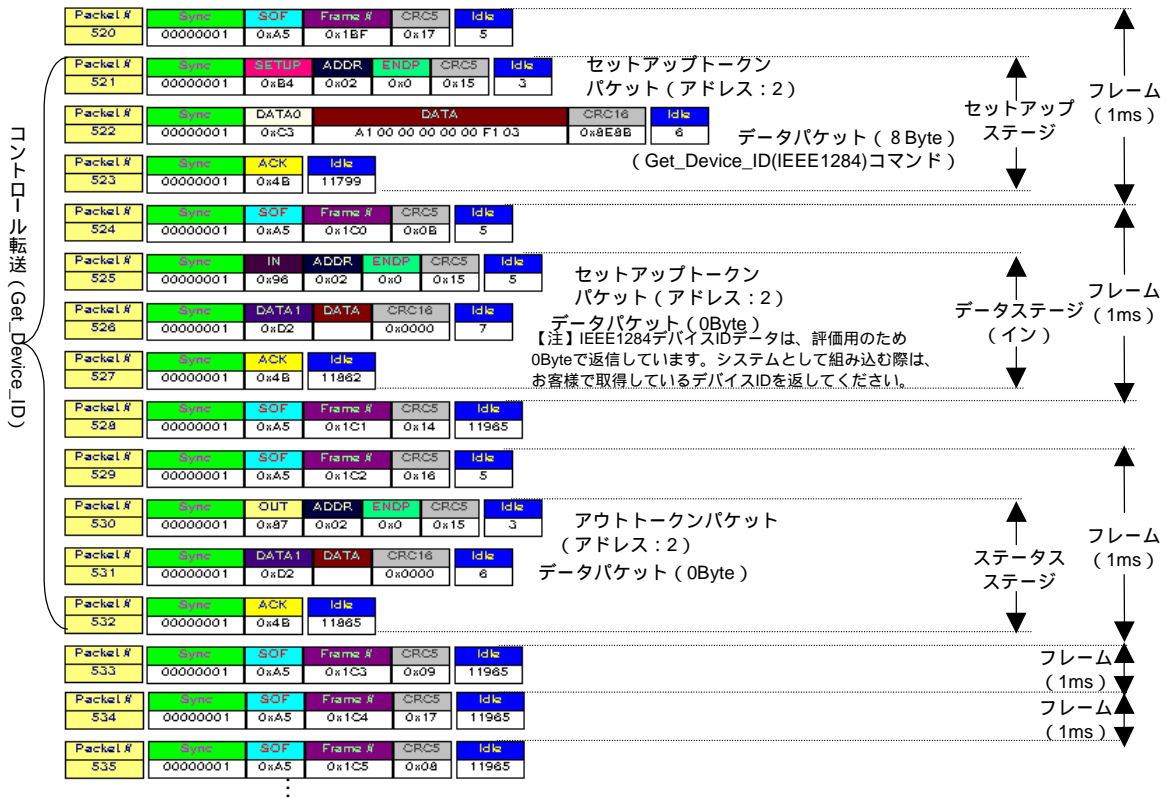 コントロール転送（Get_Device_ID）
Packet # Sync SOF Frame # CRC5 Idle
520 00000001 0xA5 0x1BF 0x17 5
Packet # Sync SETUP ADDR ENDP CRC5 Idle
521 00000001 0xB4 0x02 0x0 0x15 3
セットアップトークン
パケット（アドレス：2）
Packet # Sync DATA0 DATA CRC16 Idle
522 00000001 0xC3 A1 00 00 00 00 00 F1 03 0x8E8B 6
データパケット（ 8 Byte）
（Get_Device_ID(IEEE1284)コマンド）
Packet # Sync ACK Idle
523 00000001 0x4B 11799
セットアップ
ステージ
フレーム
（1ms）
Packet # Sync SOF Frame # CRC5 Idle
524 00000001 0xA5 0x1C0 0x0B 5
Packet # Sync IN ADDR ENDP CRC5 Idle
525 00000001 0x96 0x02 0x0 0x15 5
セットアップトークン
パケット（アドレス：2）
Packet # Sync DATA1 DATA CRC16 Idle
526 00000001 0xD2 0x0000 7
データパケット（0Byte）
【注】IEEE1284デバイスIDデータは、評価用のため
0Byteで返信しています。システムとして組み込む際は、
お客様で取得しているデバイスIDを返してください。
Packet # Sync ACK Idle
527 00000001 0x4B 11862
データステージ
（イン）
フレーム
（1ms）
Packet # Sync SOF Frame # CRC5 Idle
528 00000001 0xA5 0x1C1 0x14 11965
Packet # Sync SOF Frame # CRC5 Idle
529 00000001 0xA5 0x1C2 0x16 5
Packet # Sync OUT ADDR ENDP CRC5 Idle
530 00000001 0x87 0x02 0x0 0x15 3
アウトトークンパケット
（アドレス：2）
Packet # Sync DATA1 DATA CRC16 Idle
531 00000001 0xD2 0x0000 6
データパケット（0Byte）
Packet # Sync ACK Idle
532 00000001 0x4B 11865
ステータス
ステージ
フレーム
（1ms）
Packet # Sync SOF Frame # CRC5 Idle
533 00000001 0xA5 0x1C3 0x09 11965
フレーム
（1ms）
Packet # Sync SOF Frame # CRC5 Idle
534 00000001 0xA5 0x1C4 0x17 11965
フレーム
（1ms）
Packet # Sync SOF Frame # CRC5 Idle
535 00000001 0xA5 0x1C5 0x08 11965
⋮